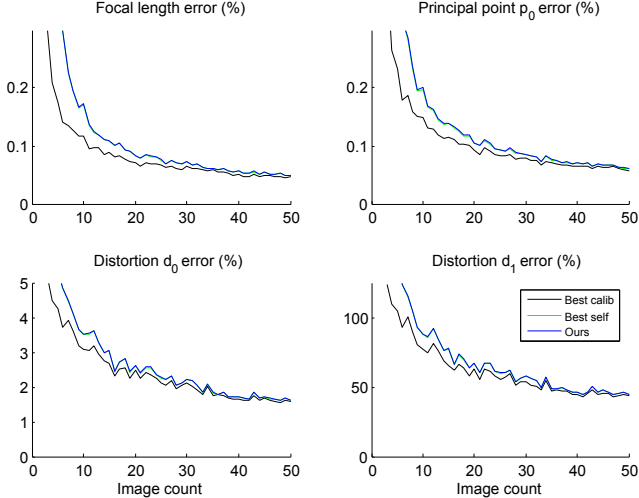 Focal length error (%)
0.2
0.1
0
0 10 20 30 40 50
Principal point p0 error (%)
0.2
0.1
0
0 10 20 30 40 50
Distortion d0 error (%)
5
4
3
2
1
0
0 10 20 30 40 50
Image count
Distortion d1 error (%)
100
50
0
0 10 20 30 40 50
Image count
Best calib
Best self
Ours